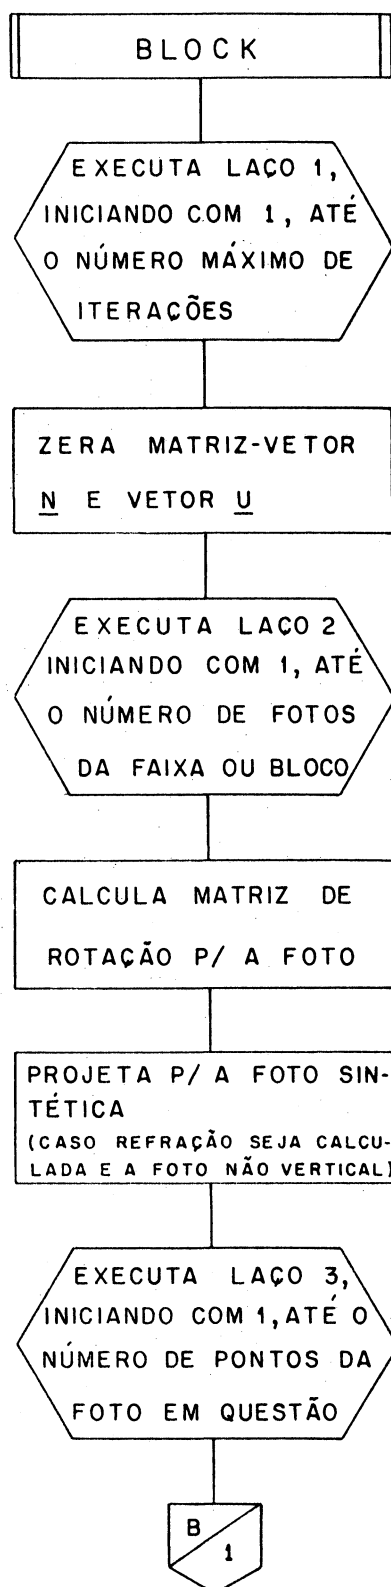 BLOCK
EXECUTA LAÇO 1,
INICIANDO COM 1, ATÉ
O NÚMERO MÁXIMO DE
ITERAÇÕES
ZERA MATRIZ-VETOR
N E VETOR U
EXECUTA LAÇO 2
INICIANDO COM 1, ATÉ
O NÚMERO DE FOTOS
DA FAIXA OU BLOCO
CALCULA MATRIZ DE
ROTAÇÃO P/ A FOTO
PROJETA P/ A FOTO SIN-
TÉTICA
(CASO REFRAÇÃO SEJA CALCU-
LADA E A FOTO NÃO VERTICAL)
EXECUTA LAÇO 3,
INICIANDO COM 1, ATÉ O
NÚMERO DE PONTOS DA
FOTO EM QUESTÃO
B
1